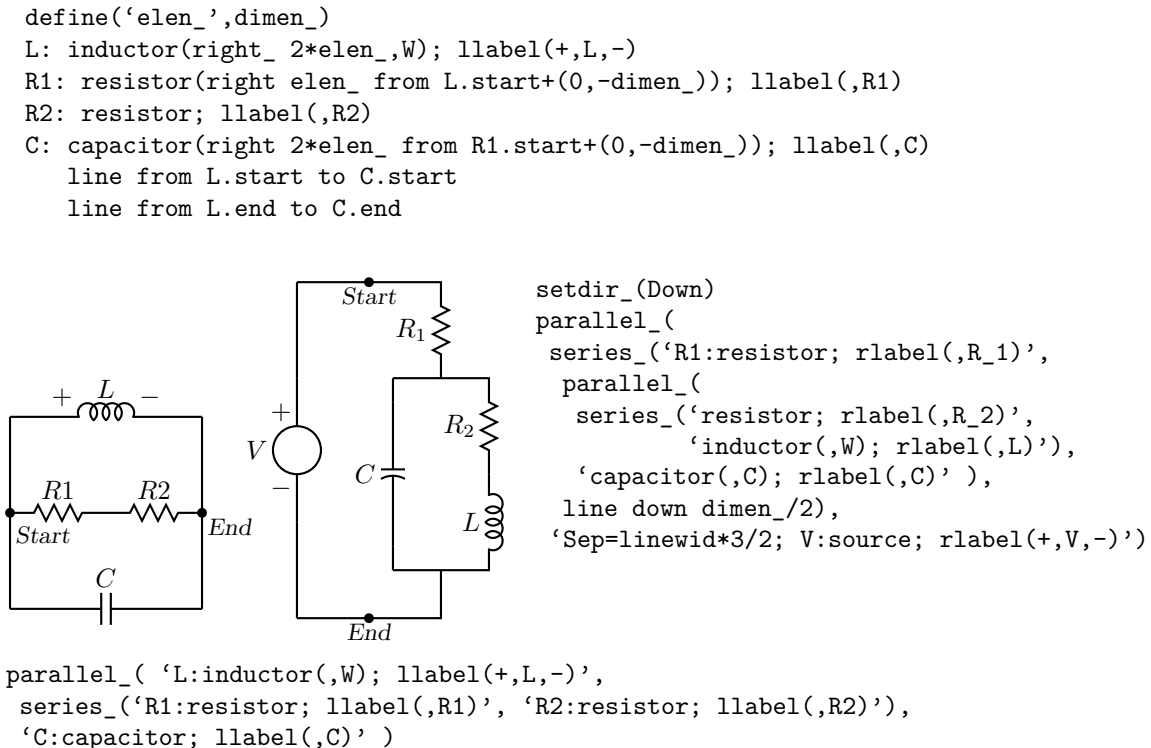 define(‘elen_’,dimen_)
L: inductor(right_ 2*elen_,W); llabel(+,L,-)
R1: resistor(right elen_ from L.start+(0,-dimen_)); llabel(,R1)
R2: resistor; llabel(,R2)
C: capacitor(right 2*elen_ from R1.start+(0,-dimen_)); llabel(,C)
line from L.start to C.start
line from L.end to C.end
+ L −
R1 R2
Start End
C
Start
R1
+
V
−
R2
C
L
End
setdir_(Down)
parallel_(
series_(‘R1:resistor; rlabel(,R_1)’,
parallel_(
series_(‘resistor; rlabel(,R_2)’,
‘inductor(,W); rlabel(,L)’),
‘capacitor(,C); rlabel(,C)’ ),
line down dimen_/2),
‘Sep=linewid*3/2; V:source; rlabel(+,V,-)’)
parallel_( ‘L:inductor(,W); llabel(+,L,-)’,
series_(‘R1:resistor; llabel(,R1)’, ‘R2:resistor; llabel(,R2)’),
‘C:capacitor; llabel(,C)’ )